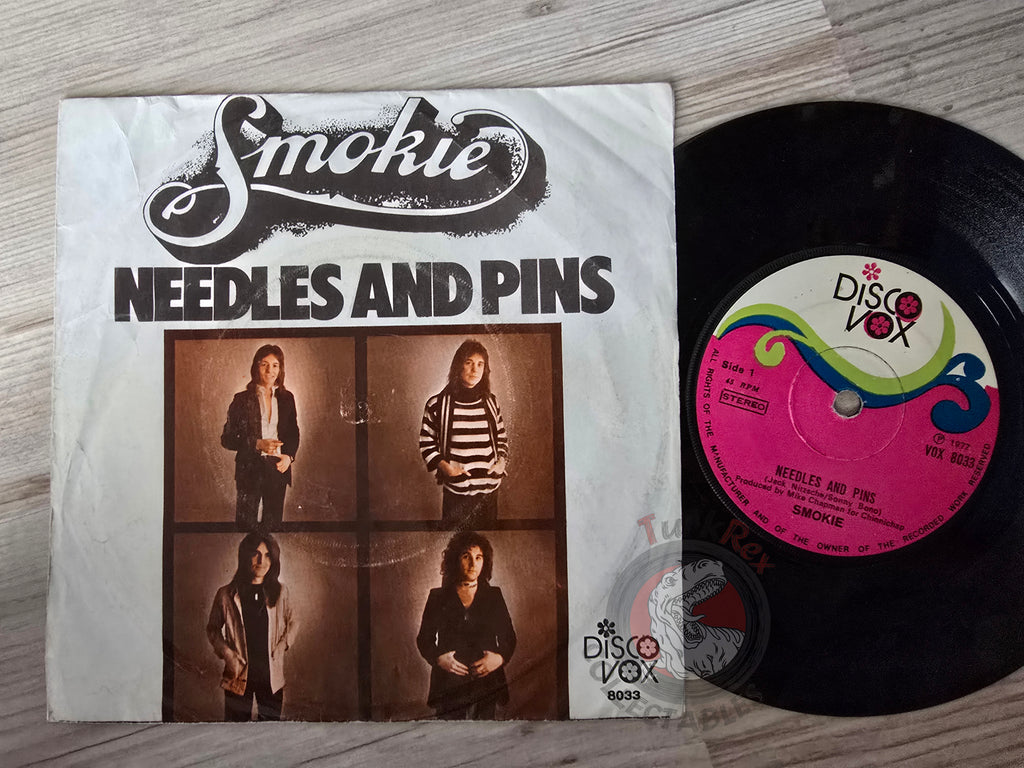 Smokie
NEEDLES AND PINS
DISCO
VOX
8033
DISCO
VOX
Side 1
45 RPM
STEREO
℗ 1977
VOX 8033
NEEDLES AND PINS
(Jack Nitzsche/Sonny Bono)
Produced by Mike Chapman for Chinnichap
SMOKIE
ALL RIGHTS OF THE MANUFACTURER AND OF THE OWNER OF THE RECORDED WORK RESERVED
TurkRex
COLLECTABLES